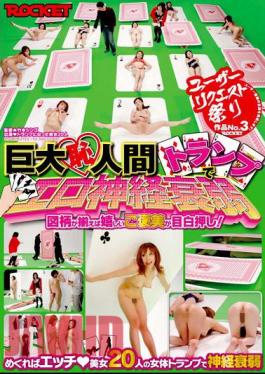 ROCKET
ユーザー
リクエスト
祭り
作品No.3
ROCKET
巨大恥人間トランプで
エロ神経衰弱
図柄が揃えば嬉しいご褒美が目白押し!
めくればエッチ♥美女20人の女体トランプで神経衰弱